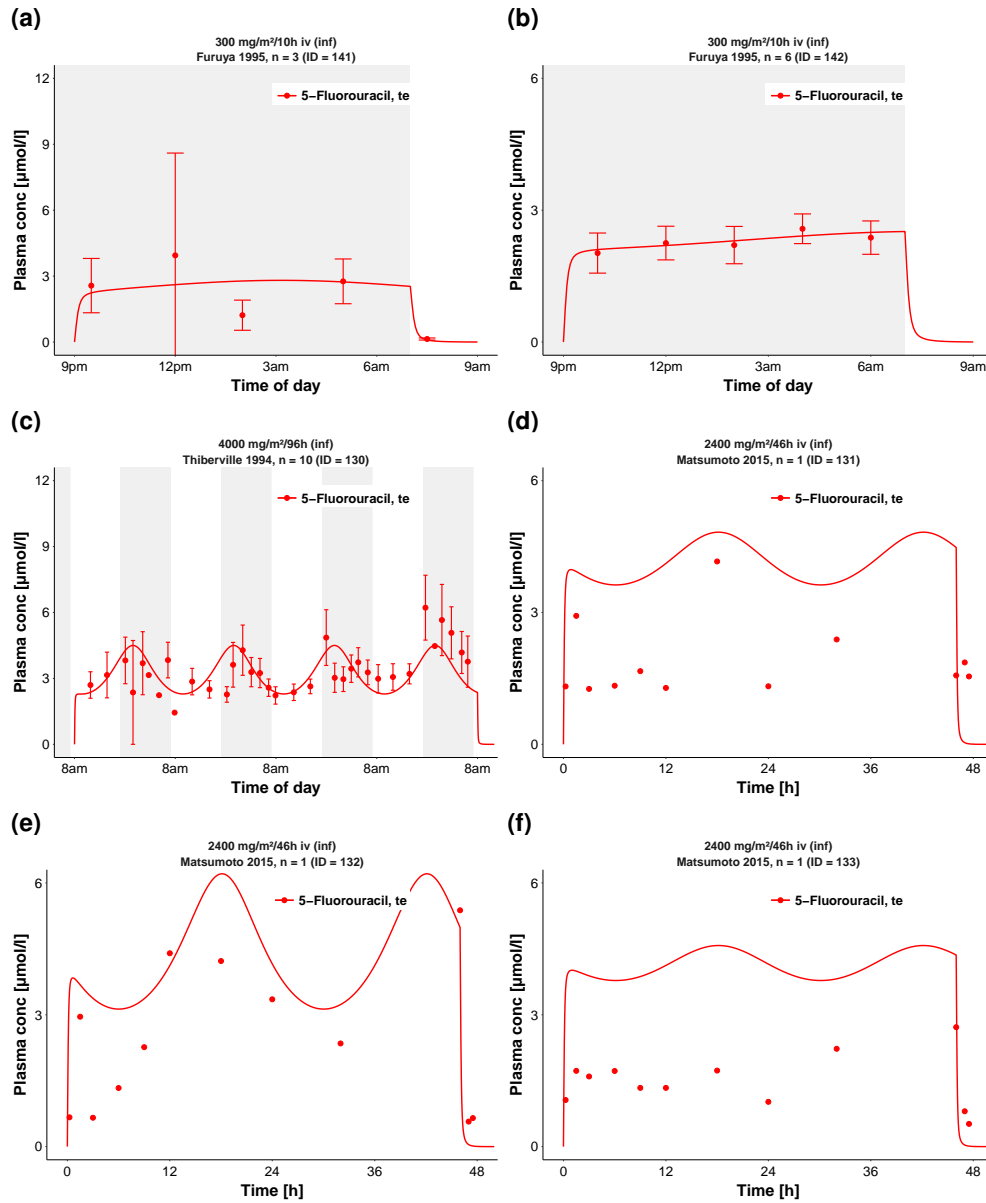 (a)
300 mg/m²/10h iv (inf)
Furuya 1995, n = 3 (ID = 141)
5−Fluorouracil, te
Plasma conc [µmol/l]
12
9
6
3
0
9pm
12pm
3am
6am
9am
Time of day
(b)
300 mg/m²/10h iv (inf)
Furuya 1995, n = 6 (ID = 142)
5−Fluorouracil, te
Plasma conc [µmol/l]
6
3
0
9pm
12pm
3am
6am
9am
Time of day
(c)
4000 mg/m²/96h (inf)
Thiberville 1994, n = 10 (ID = 130)
5−Fluorouracil, te
Plasma conc [µmol/l]
12
9
6
3
0
8am
8am
8am
8am
8am
Time of day
(d)
2400 mg/m²/46h iv (inf)
Matsumoto 2015, n = 1 (ID = 131)
5−Fluorouracil, te
Plasma conc [µmol/l]
6
3
0
0
12
24
36
48
Time [h]
(e)
2400 mg/m²/46h iv (inf)
Matsumoto 2015, n = 1 (ID = 132)
5−Fluorouracil, te
Plasma conc [µmol/l]
6
3
0
0
12
24
36
48
Time [h]
(f)
2400 mg/m²/46h iv (inf)
Matsumoto 2015, n = 1 (ID = 133)
5−Fluorouracil, te
Plasma conc [µmol/l]
6
3
0
0
12
24
36
48
Time [h]